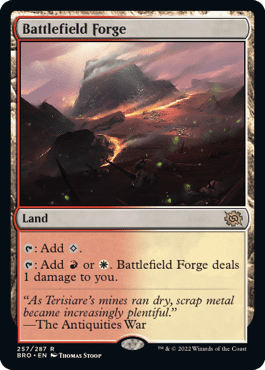 Battlefield Forge
Land
: Add .
: Add or . Battlefield Forge deals
1 damage to you.
"As Terisiare's mines ran dry, scrap metal
became increasingly plentiful."
—The Antiquities War
257/287 R
BRO • EN Thomas Stoop
™ & © 2022 Wizards of the Coast